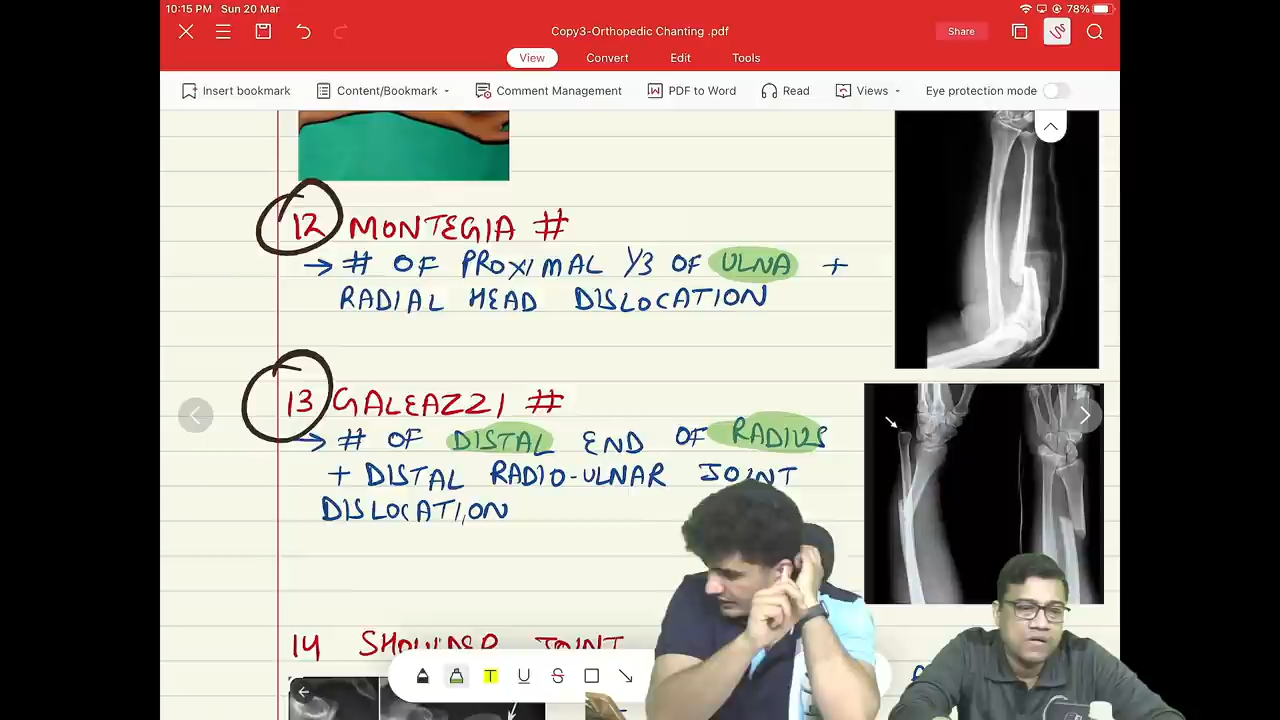 10:15 PM Sun 20 Mar
78%
Copy3-Orthopedic Chanting .pdf
Share
View Convert Edit Tools
Insert bookmark Content/Bookmark Comment Management PDF to Word Read Views Eye protection mode
12 MONTEGIA #
→ # OF PROXIMAL 1/3 OF ULNA +
RADIAL HEAD DISLOCATION
13 GALEAZZI #
→ # OF DISTAL END OF RADIUS
+ DISTAL RADIO-ULNAR JOINT
DISLOCATION
14 SHOULDER JOINT
T U S